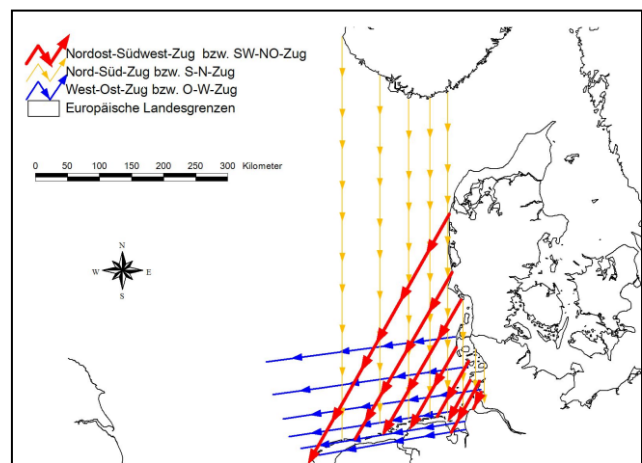 Nordost-Südwest-Zug bzw. SW-NO-Zug
Nord-Süd-Zug bzw. S-N-Zug
West-Ost-Zug bzw. O-W-Zug
Europäische Landesgrenzen
0 50 100 150 200 250 300 Kilometer
N
W E
S